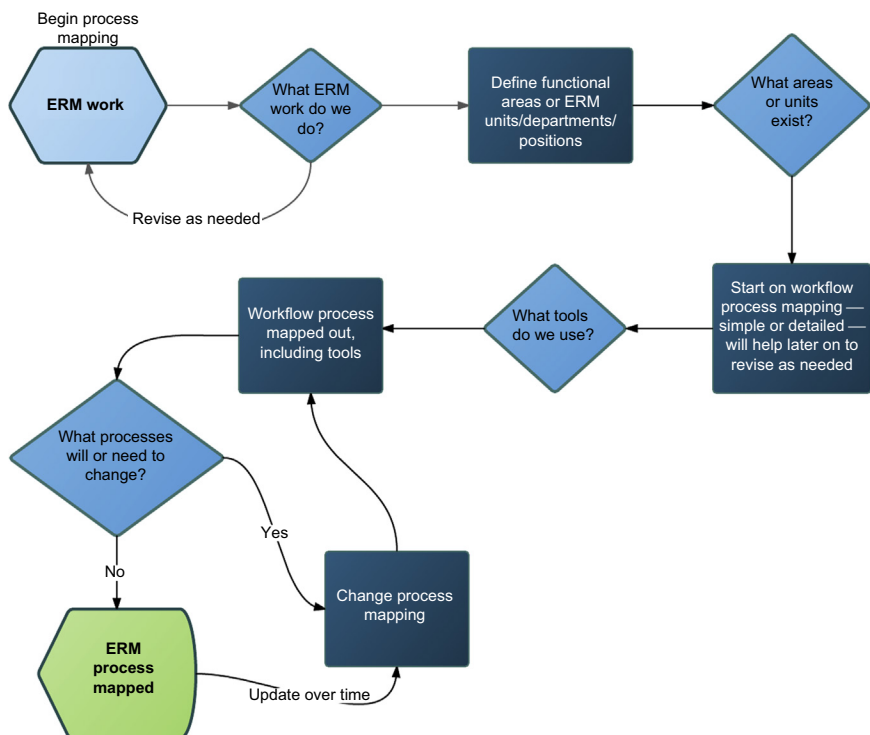 Begin process
mapping
ERM work
What ERM
work do we
do?
Define functional
areas or ERM
units/departments/
positions
What areas
or units
exist?
Revise as needed
Start on workflow
process mapping —
simple or detailed —
will help later on to
revise as needed
What tools
do we use?
Workflow process
mapped out,
including tools
What processes
will or need to
change?
Yes
No
Change process
mapping
ERM
process
mapped
Update over time